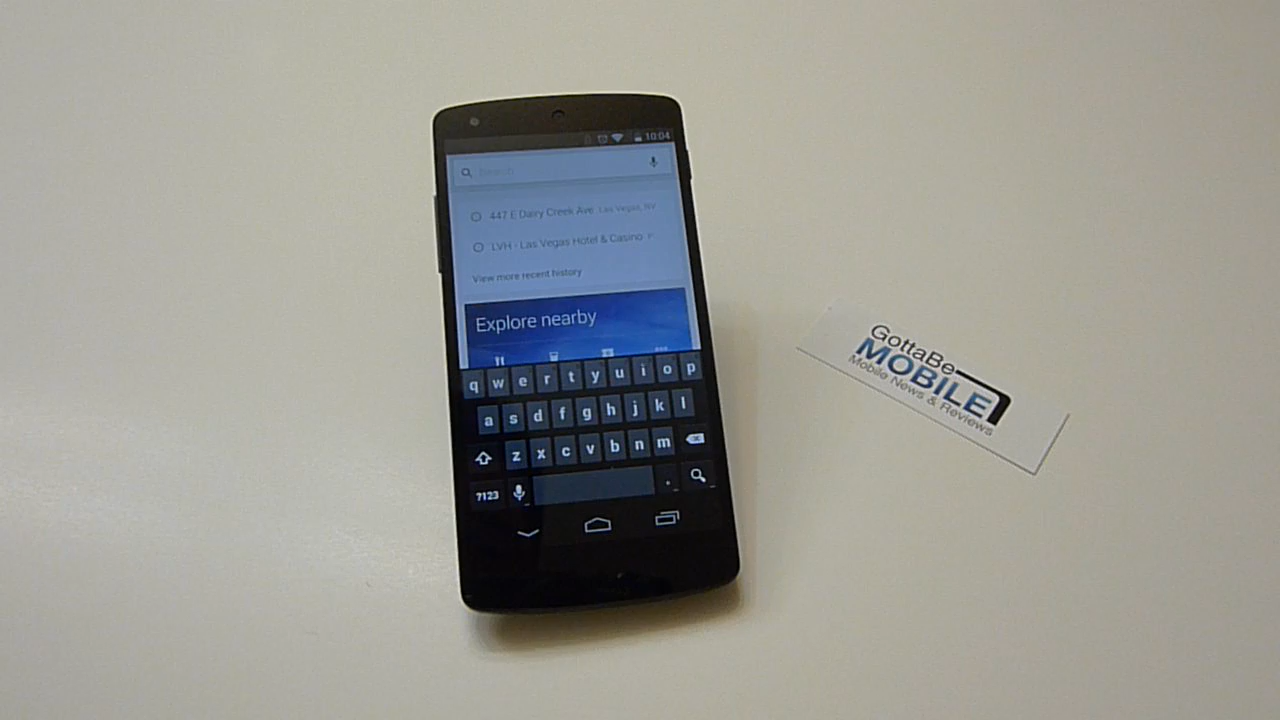 10:04
Search
447 E Dairy Creek Ave Las Vegas, NV
LVH - Las Vegas Hotel & Casino
View more recent history
Explore nearby
q w e r t y u i o p
a s d f g h j k l
z x c v b n m
?123 .
GottaBe
MOBILE
Mobile News & Reviews